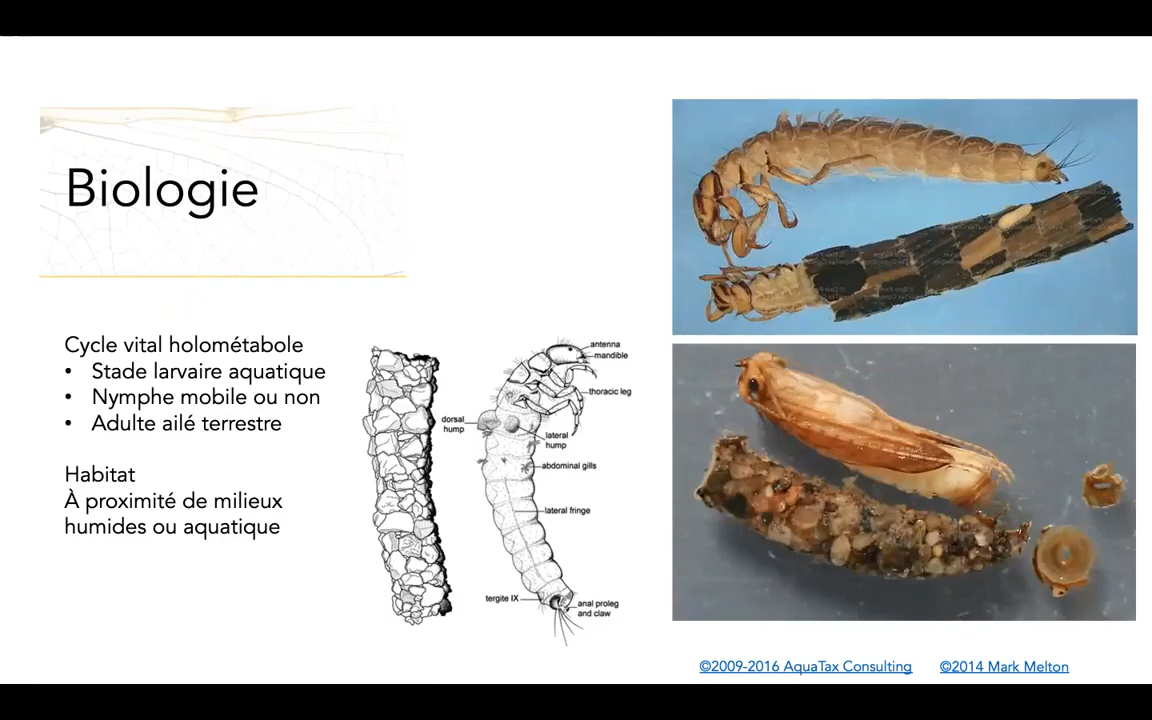 Biologie
Cycle vital holométabole
• Stade larvaire aquatique
• Nymphe mobile ou non
• Adulte ailé terrestre
Habitat
À proximité de milieux
humides ou aquatique
antenna
mandible
thoracic leg
dorsal
hump
lateral
hump
abdominal gills
lateral fringe
tergite IX
anal proleg
and claw
©2009-2016 AquaTax Consulting
©2014 Mark Melton